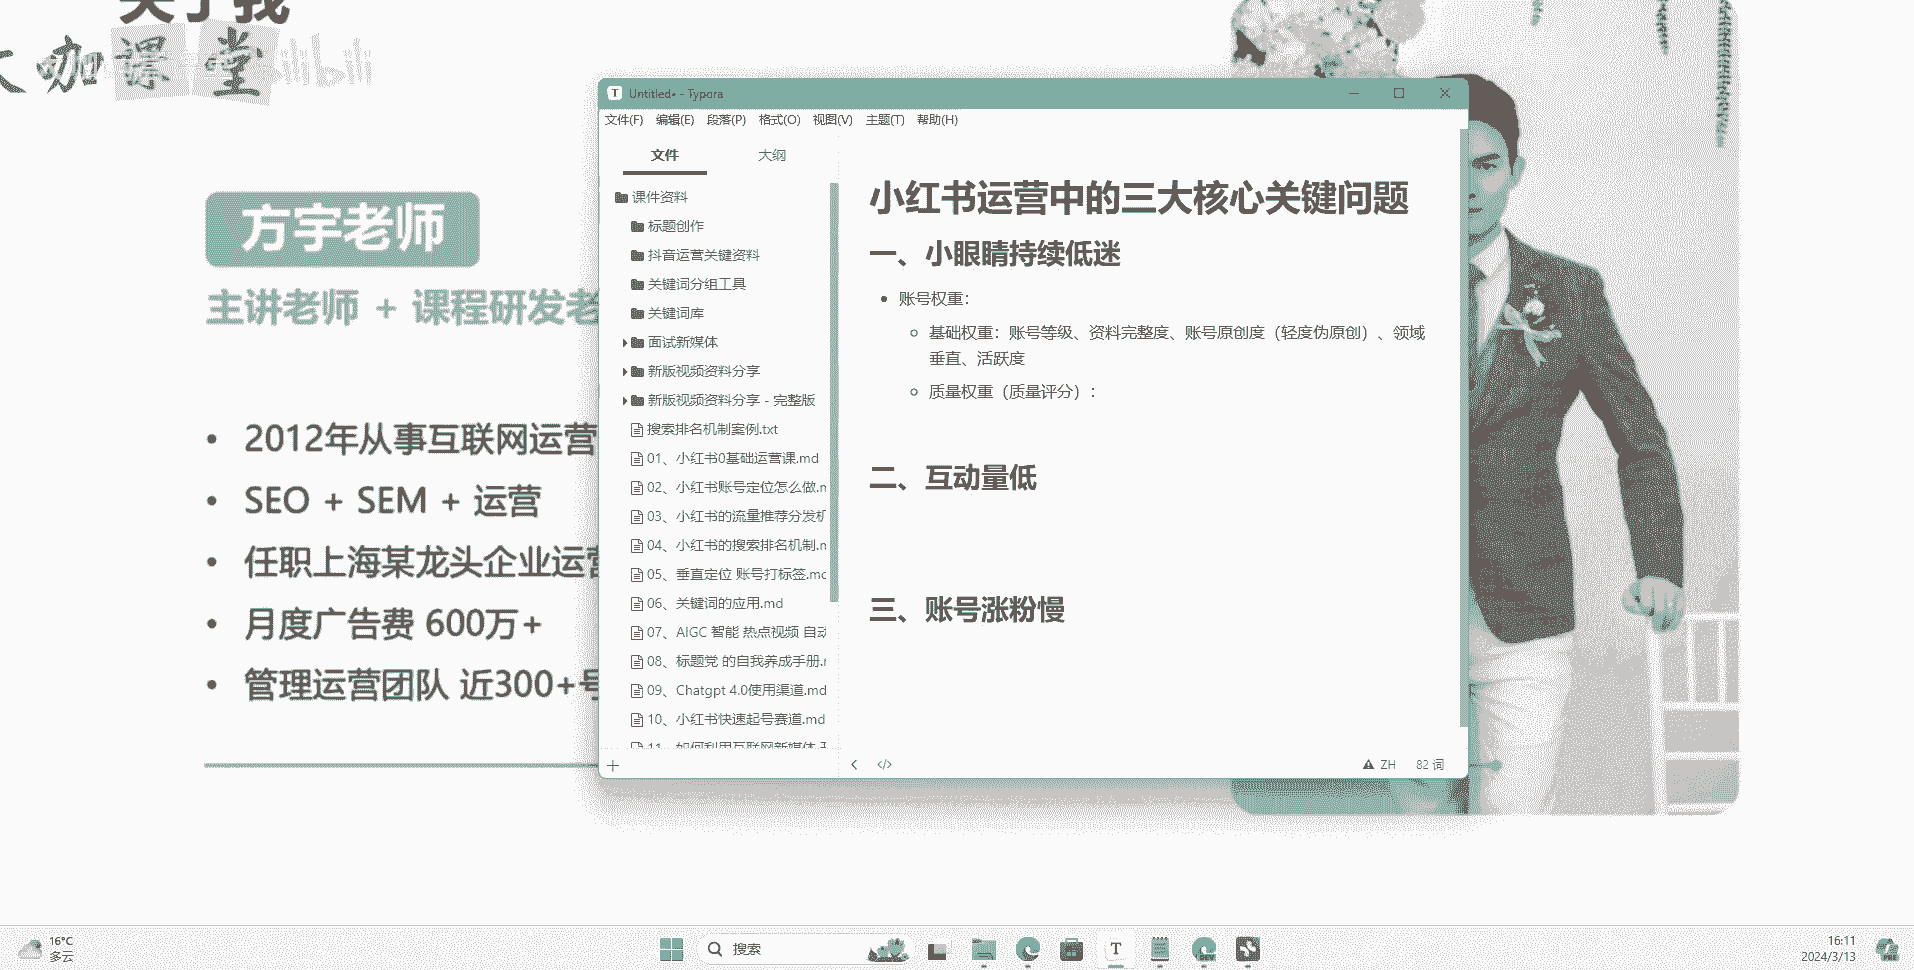 关于我
大咖课堂
bilibili
方宇老师
主讲老师 + 课程研发老
• 2012年从事互联网运营
• SEO + SEM + 运营
• 任职上海某龙头企业运营
• 月度广告费 600万+
• 管理运营团队 近300+号
Untitled• - Typora
文件(F) 编辑(E) 段落(P) 格式(O) 视图(V) 主题(T) 帮助(H)
文件 大纲
课件资料
标题创作
抖音运营关键资料
关键词分组工具
关键词库
面试新媒体
新版视频资料分享
新版视频资料分享 - 完整版
搜索排名机制案例.txt
01、小红书0基础运营课.md
02、小红书账号定位怎么做.m
03、小红书的流量推荐分发机
04、小红书的搜索排名机制.m
05、垂直定位 账号打标签.md
06、关键词的应用.md
07、AIGC 智能 热点视频 自动
08、标题党 的自我养成手册.m
09、Chatgpt 4.0使用渠道.md
10、小红书快速起号赛道.md
11、如何利用互联网新媒体
小红书运营中的三大核心关键问题
一、小眼睛持续低迷
• 账号权重：
◦ 基础权重：账号等级、资料完整度、账号原创度（轻度伪原创）、领域
垂直、活跃度
◦ 质量权重（质量评分）：
二、互动量低
三、账号涨粉慢
</> ZH 82 词
16°C
多云
搜索
T
DEV
16:11
2024/3/13
PRE